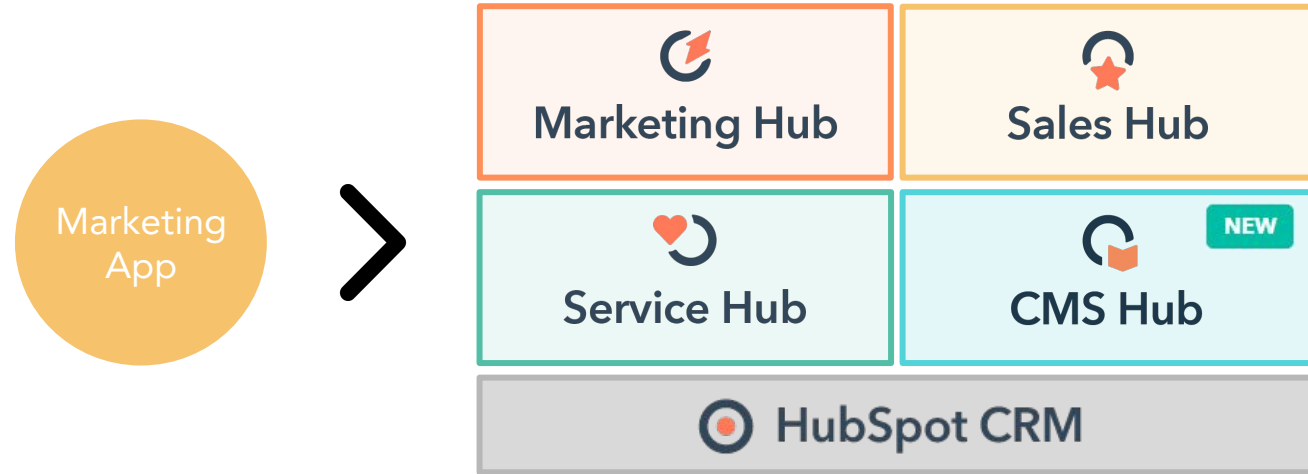 Marketing
App
Marketing Hub
Sales Hub
Service Hub
NEW
CMS Hub
HubSpot CRM